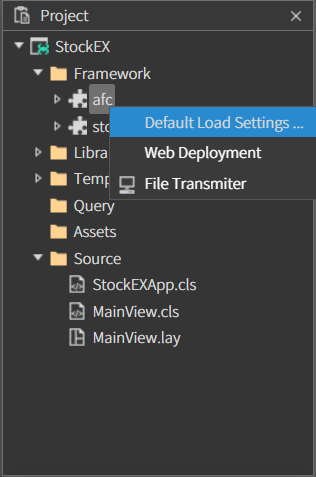 Project
StockEX
Framework
afc
Default Load Settings ...
Web Deployment
File Transmiter
Query
Assets
Source
StockEXApp.cls
MainView.cls
MainView.lay